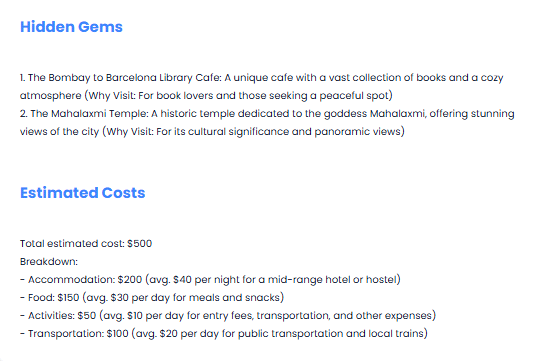 Hidden Gems
1. The Bombay to Barcelona Library Cafe: A unique cafe with a vast collection of books and a cozy
atmosphere (Why Visit: For book lovers and those seeking a peaceful spot)
2. The Mahalaxmi Temple: A historic temple dedicated to the goddess Mahalaxmi, offering stunning
views of the city (Why Visit: For its cultural significance and panoramic views)
Estimated Costs
Total estimated cost: $500
Breakdown:
- Accommodation: $200 (avg. $40 per night for a mid-range hotel or hostel)
- Food: $150 (avg. $30 per day for meals and snacks)
- Activities: $50 (avg. $10 per day for entry fees, transportation, and other expenses)
- Transportation: $100 (avg. $20 per day for public transportation and local trains)